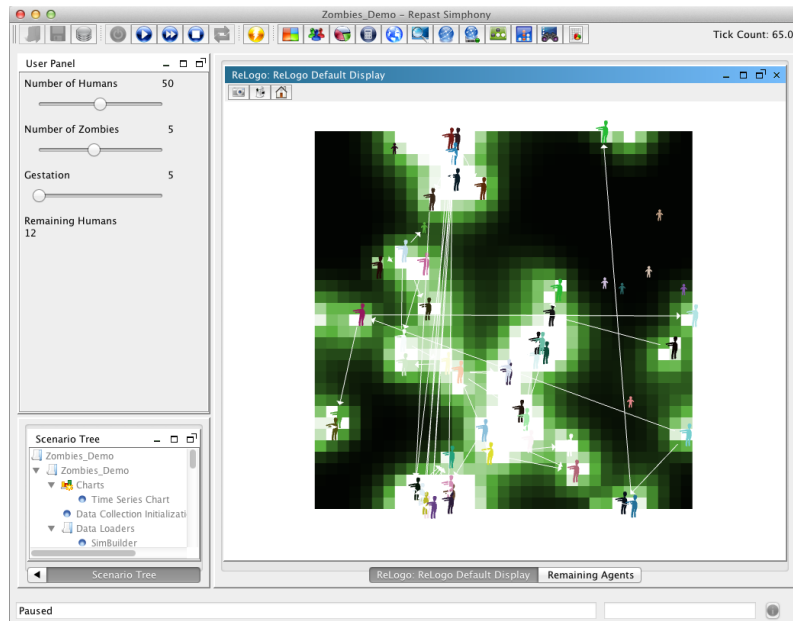 Zombies_Demo – Repast Simphony
Tick Count: 65.0
User Panel
Number of Humans 50
Number of Zombies 5
Gestation 5
Remaining Humans
12
ReLogo: ReLogo Default Display
Scenario Tree
Zombies_Demo
Zombies_Demo
Charts
Time Series Chart
Data Collection Initializati
Data Loaders
SimBuilder
Scenario Tree
ReLogo: ReLogo Default Display
Remaining Agents
Paused